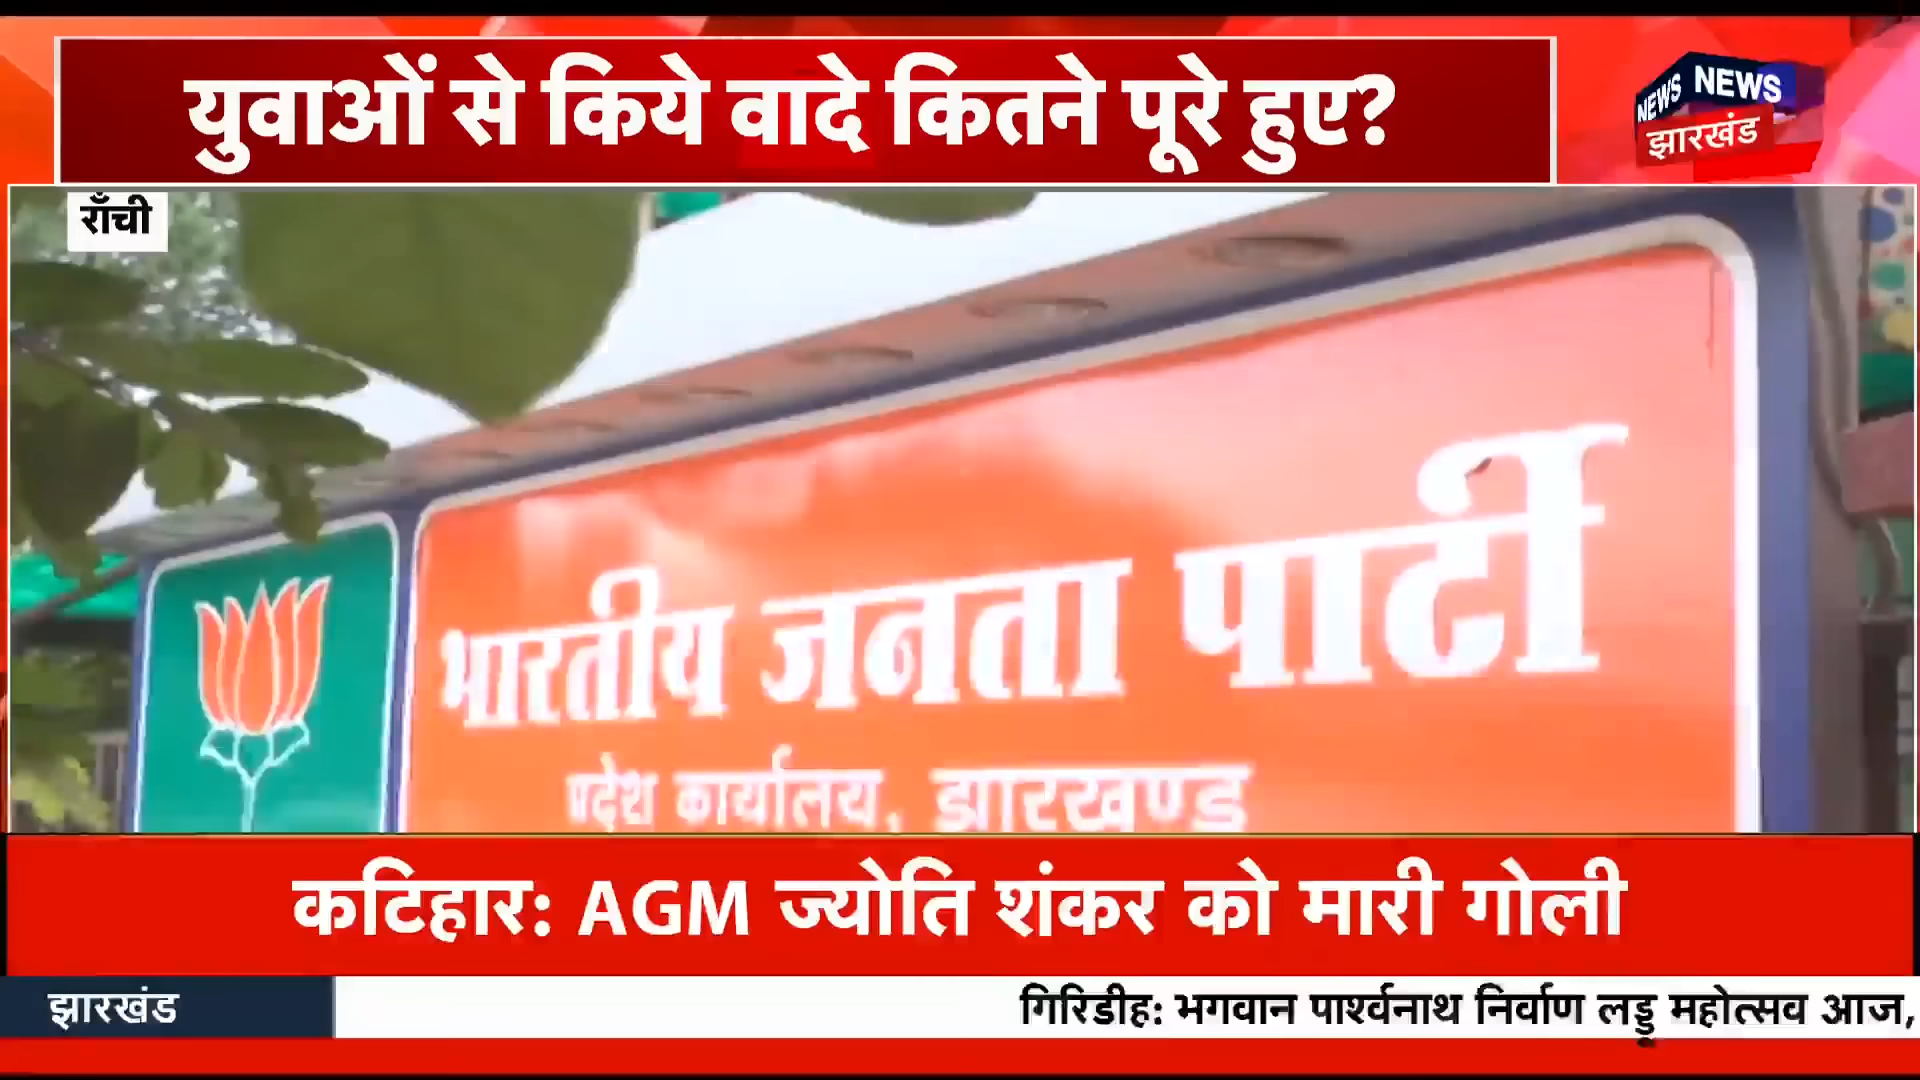 युवाओं से किये वादे कितने पूरे हुए?
NEWS NEWS
झारखंड
राँची
भारतीय जनता पार्टी
प्रदेश कार्यालय, झारखण्ड
कटिहार: AGM ज्योति शंकर को मारी गोली
झारखंड
गिरिडीह: भगवान पार्श्वनाथ निर्वाण लड्डू महोत्सव आज,